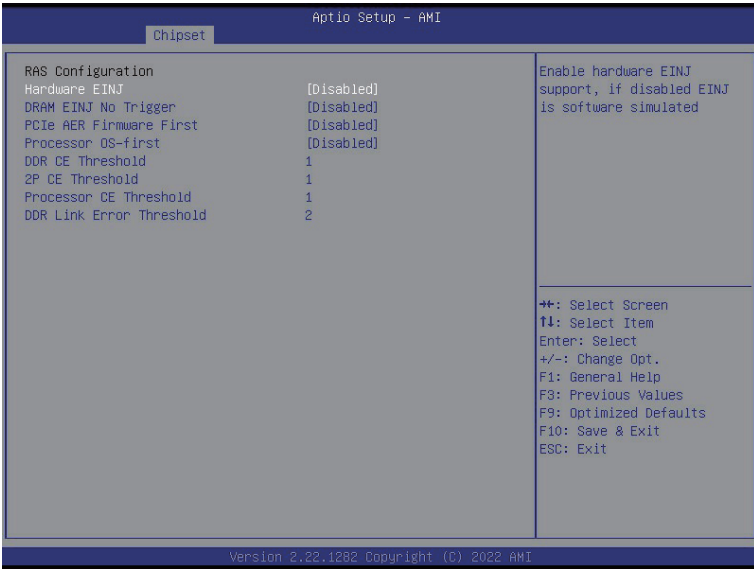 Aptio Setup – AMI
Chipset
RAS Configuration
Hardware EINJ [Disabled]
DRAM EINJ No Trigger [Disabled]
PCIe AER Firmware First [Disabled]
Processor OS-first [Disabled]
DDR CE Threshold 1
2P CE Threshold 1
Processor CE Threshold 1
DDR Link Error Threshold 2
Enable hardware EINJ
support, if disabled EINJ
is software simulated
→←: Select Screen
↑↓: Select Item
Enter: Select
+/-: Change Opt.
F1: General Help
F3: Previous Values
F9: Optimized Defaults
F10: Save & Exit
ESC: Exit
Version 2.22.1282 Copyright (C) 2022 AMI